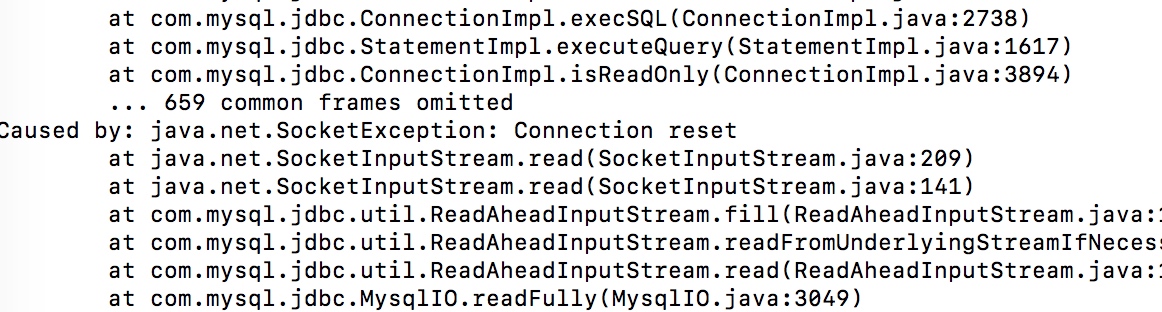 at com.mysql.jdbc.ConnectionImpl.execSQL(ConnectionImpl.java:2738)
at com.mysql.jdbc.StatementImpl.executeQuery(StatementImpl.java:1617)
at com.mysql.jdbc.ConnectionImpl.isReadOnly(ConnectionImpl.java:3894)
... 659 common frames omitted
Caused by: java.net.SocketException: Connection reset
at java.net.SocketInputStream.read(SocketInputStream.java:209)
at java.net.SocketInputStream.read(SocketInputStream.java:141)
at com.mysql.jdbc.util.ReadAheadInputStream.fill(ReadAheadInputStream.java:1
at com.mysql.jdbc.util.ReadAheadInputStream.readFromUnderlyingStreamIfNecess
at com.mysql.jdbc.util.ReadAheadInputStream.read(ReadAheadInputStream.java:1
at com.mysql.jdbc.MysqlIO.readFully(MysqlIO.java:3049)